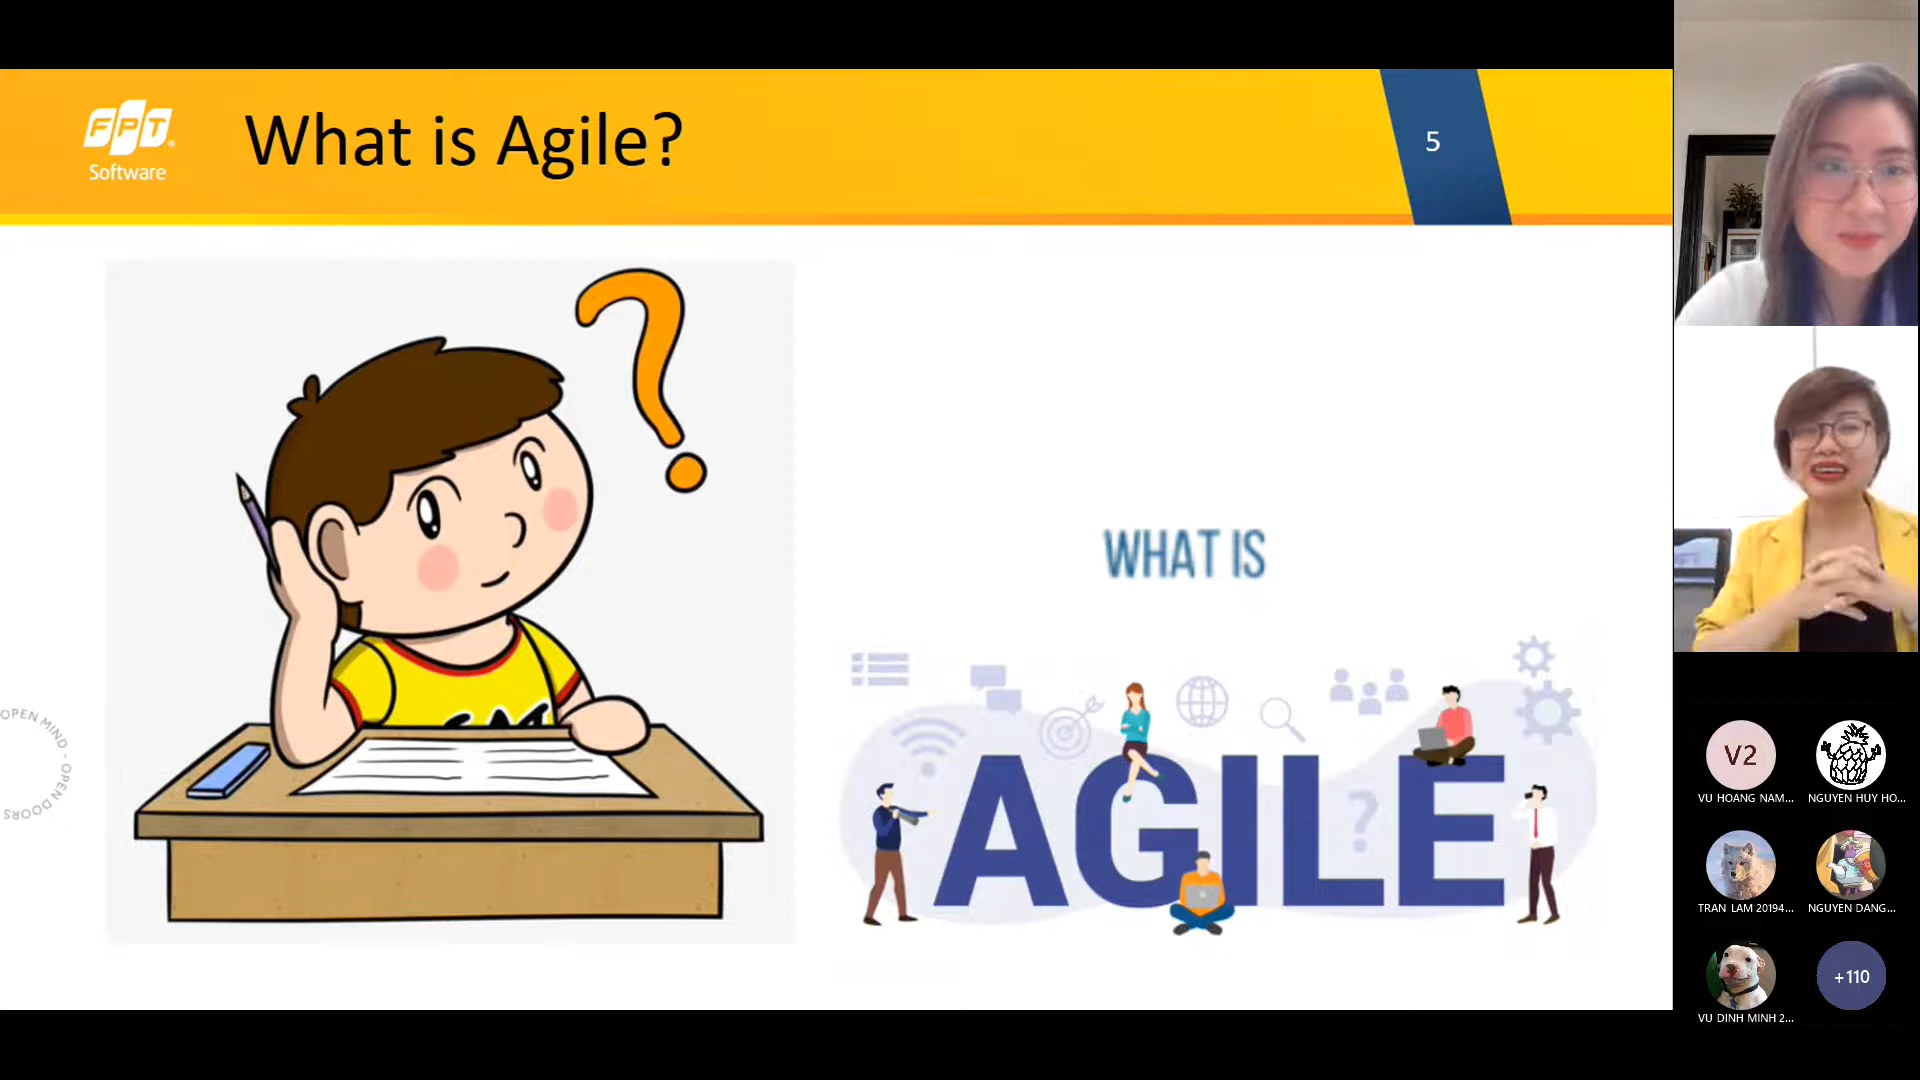 FPT
Software
What is Agile?
5
WHAT IS
AGILE
OPEN MIND - OPEN DOORS
V2
VU HOANG NAM...
NGUYEN HUY HO...
TRAN LAM 20194...
NGUYEN DANG...
VU DINH MINH 2...
+110